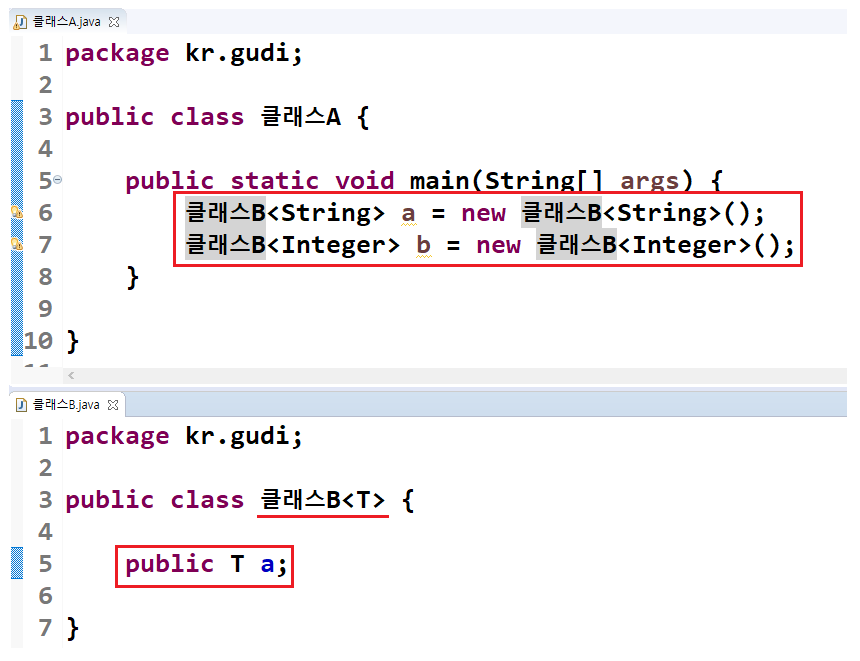 클래스A.java
1 package kr.gudi;
2
3 public class 클래스A {
4
5 public static void main(String[] args) {
6 클래스B<String> a = new 클래스B<String>();
7 클래스B<Integer> b = new 클래스B<Integer>();
8 }
9
10 }
11
클래스B.java
1 package kr.gudi;
2
3 public class 클래스B<T> {
4
5 public T a;
6
7 }